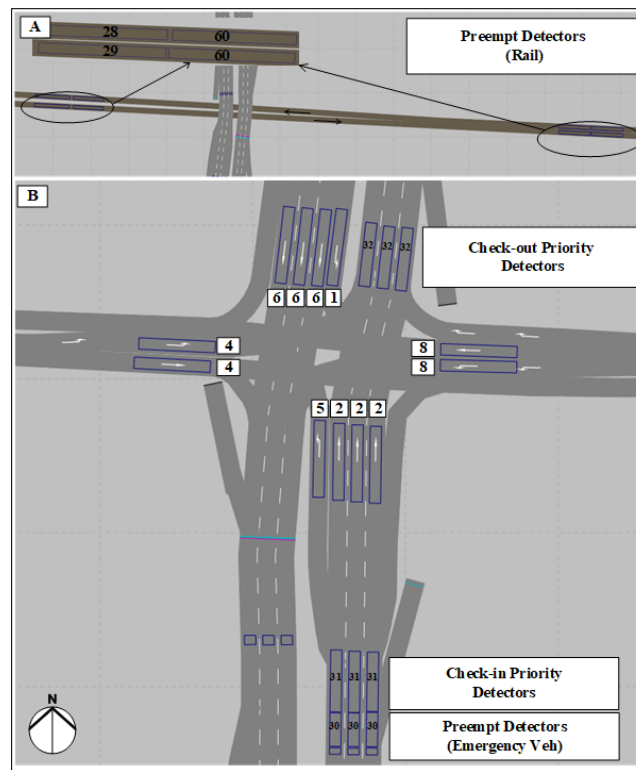 A
28 60
29 60
Preempt Detectors
(Rail)
B
32 32 32
Check-out Priority
Detectors
6 6 6 1
4
8
4
8
5 2 2 2
31 31 31
Check-in Priority
Detectors
30 30 30
Preempt Detectors
(Emergency Veh)
N